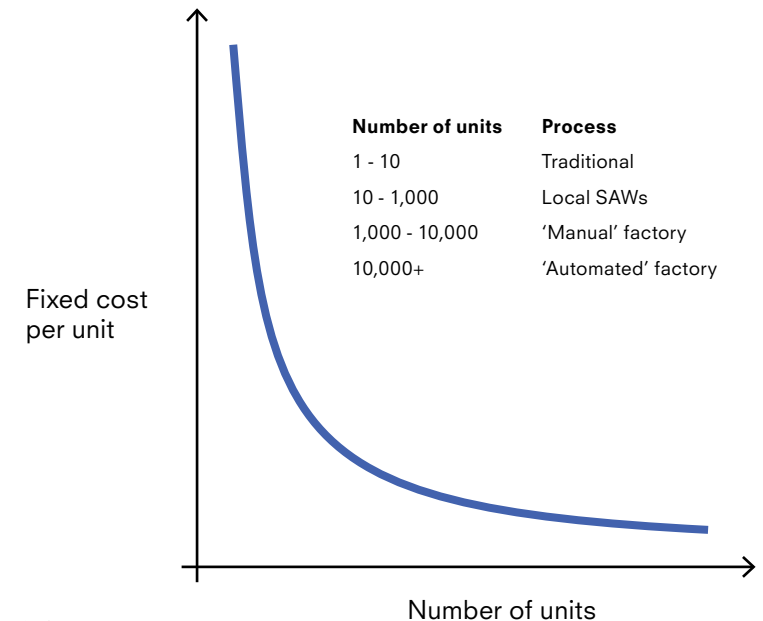 Number of units Process
1 - 10 Traditional
10 - 1,000 Local SAWs
1,000 - 10,000 ‘Manual’ factory
10,000+ ‘Automated’ factory
Fixed cost
per unit
Number of units